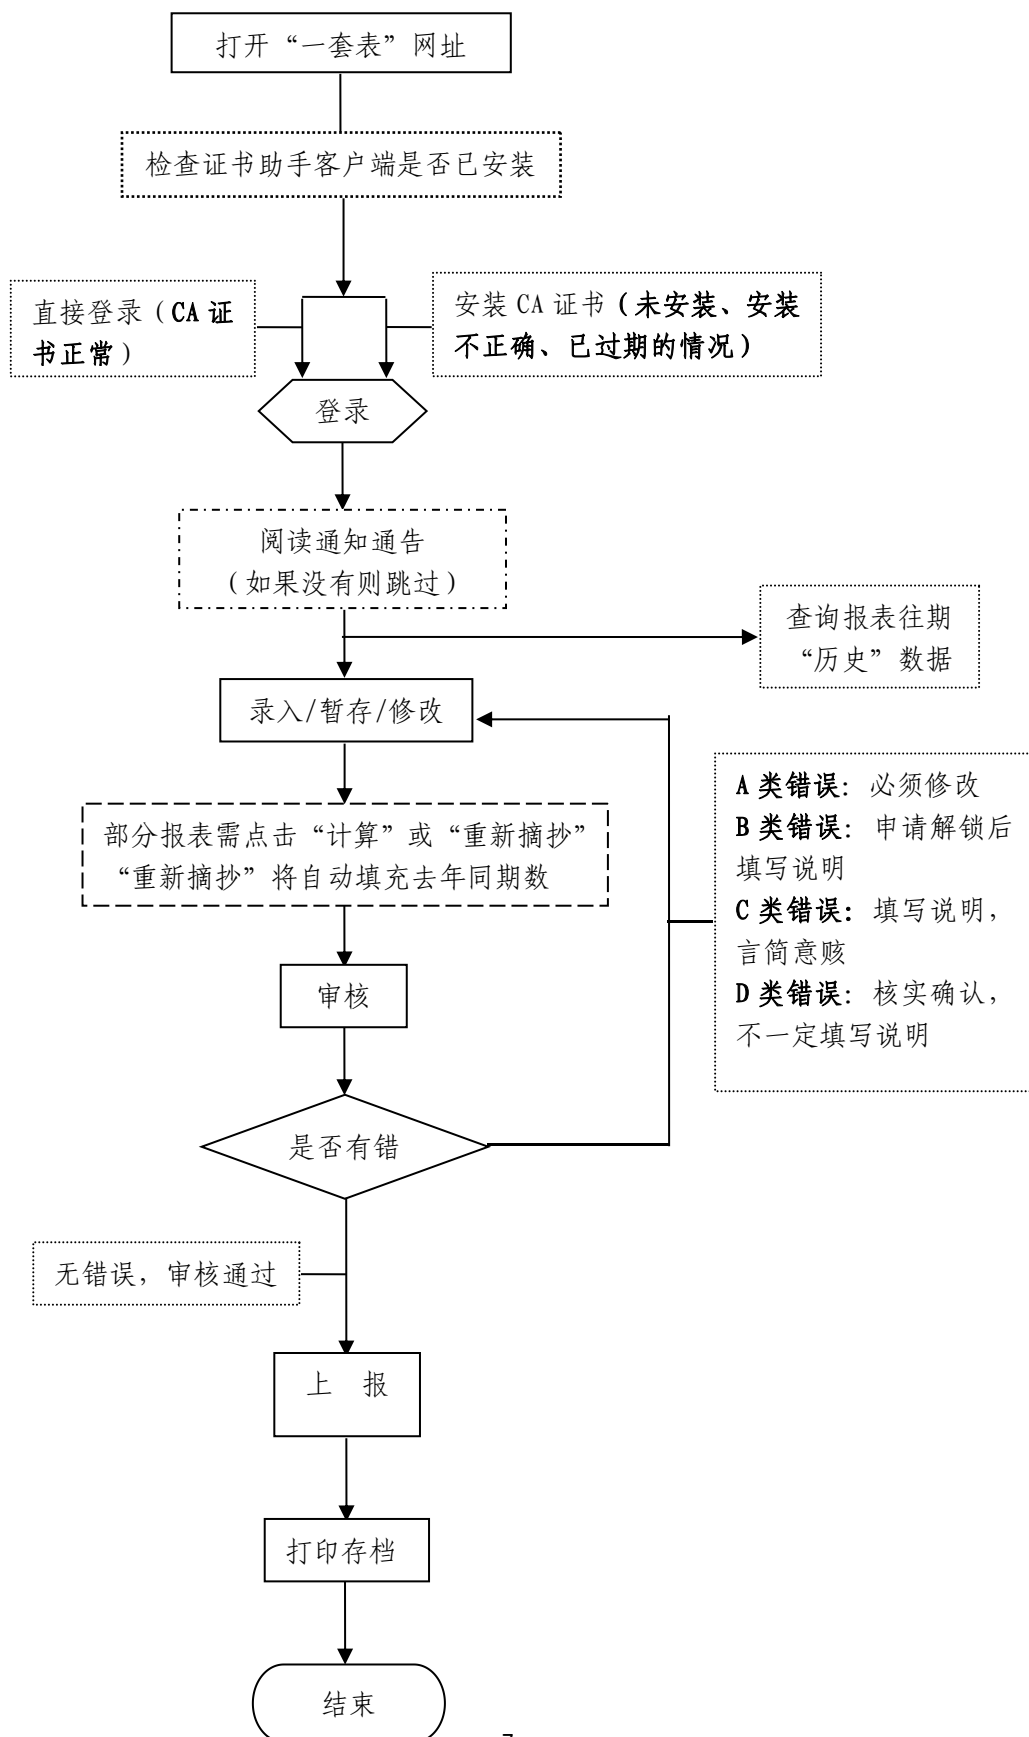 打开“一套表”网址
检查证书助手客户端是否已安装
直接登录（CA 证
书正常）
安装 CA 证书（未安装、安装
不正确、已过期的情况）
登录
阅读通知通告
（如果没有则跳过）
查询报表往期
“历史”数据
录入/暂存/修改
部分报表需点击“计算”或“重新摘抄”
“重新摘抄”将自动填充去年同期数
A 类错误：必须修改
B 类错误：申请解锁后
填写说明
C 类错误：填写说明，
言简意赅
D 类错误：核实确认，
不一定填写说明
审核
是否有错
无错误，审核通过
上 报
打印存档
结束